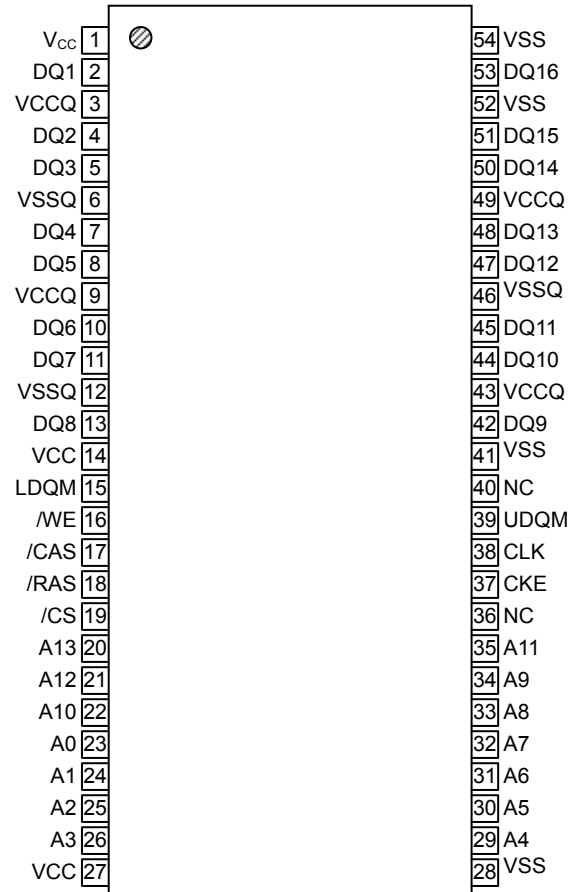 VCC 1 54 VSS
DQ1 2 53 DQ16
VCCQ 3 52 VSS
DQ2 4 51 DQ15
DQ3 5 50 DQ14
VSSQ 6 49 VCCQ
DQ4 7 48 DQ13
DQ5 8 47 DQ12
VCCQ 9 46 VSSQ
DQ6 10 45 DQ11
DQ7 11 44 DQ10
VSSQ 12 43 VCCQ
DQ8 13 42 DQ9
VCC 14 41 VSS
LDQM 15 40 NC
/WE 16 39 UDQM
/CAS 17 38 CLK
/RAS 18 37 CKE
/CS 19 36 NC
A13 20 35 A11
A12 21 34 A9
A10 22 33 A8
A0 23 32 A7
A1 24 31 A6
A2 25 30 A5
A3 26 29 A4
VCC 27 28 VSS